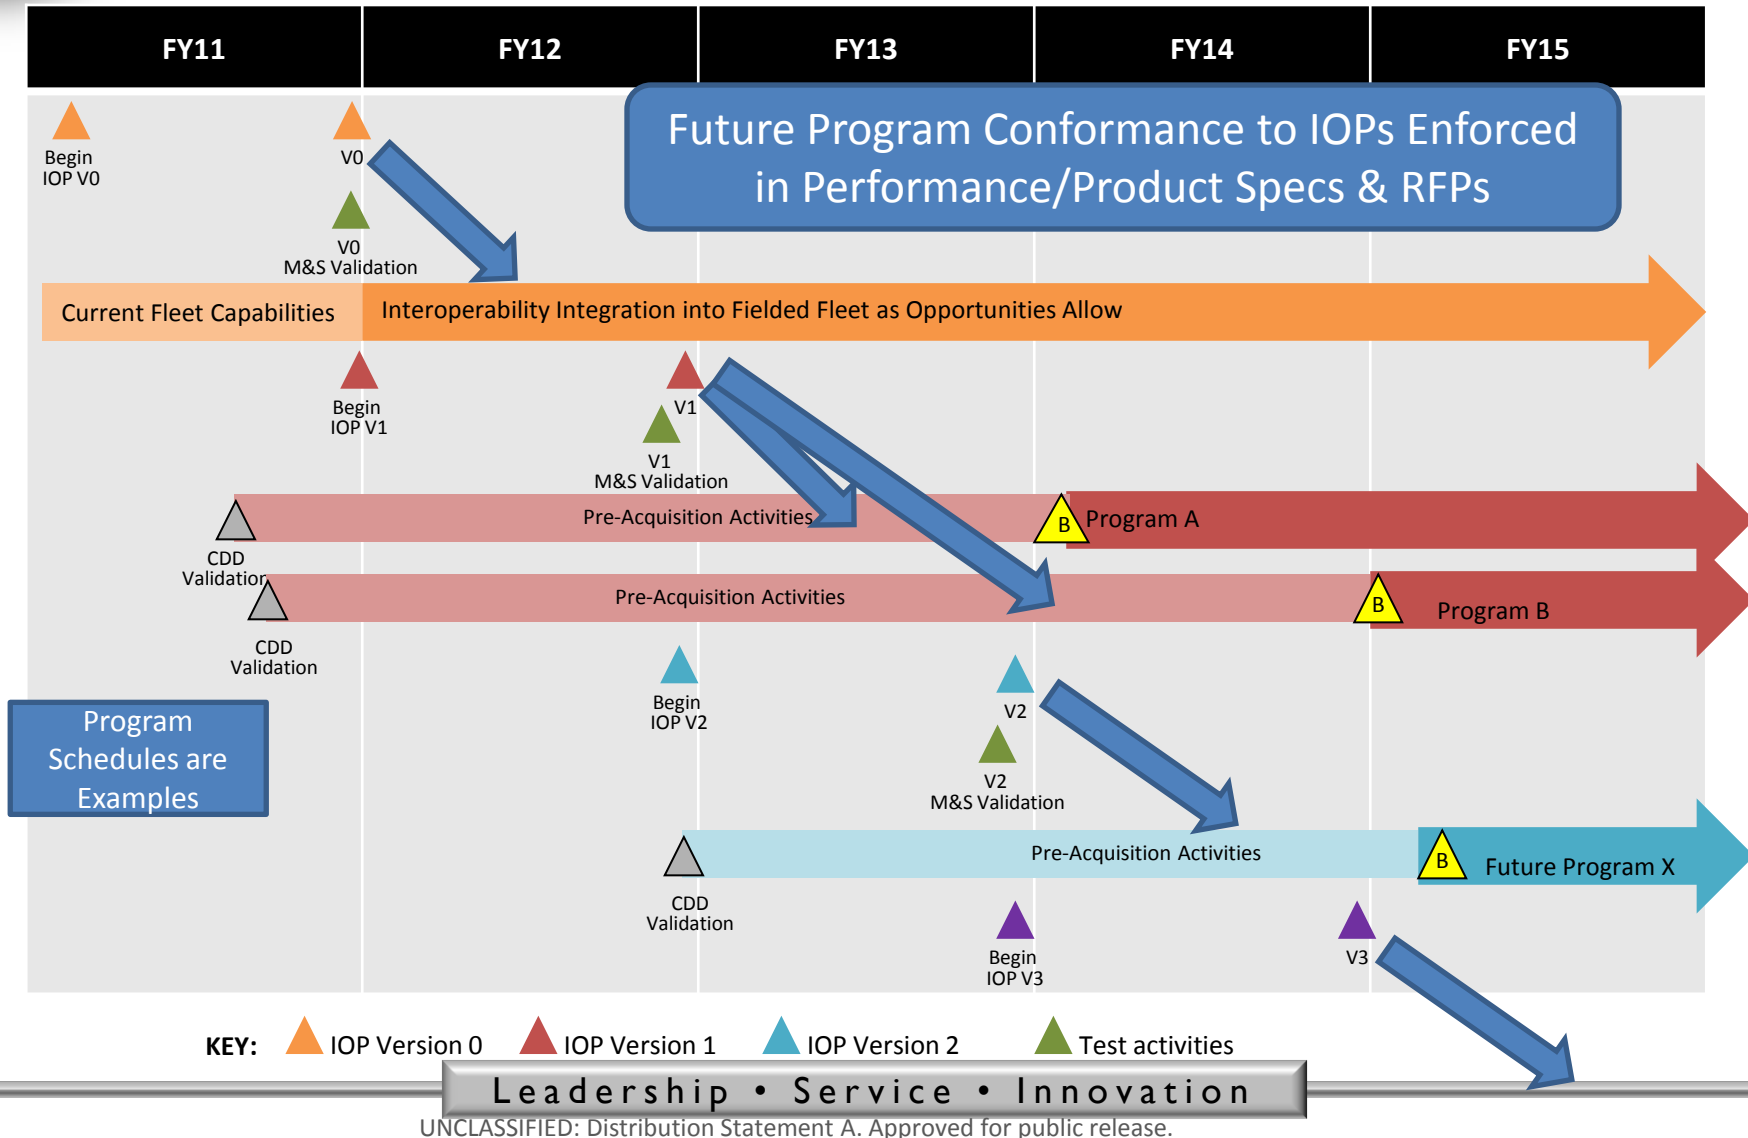 FY11 FY12 FY13 FY14 FY15
Future Program Conformance to IOPs Enforced
in Performance/Product Specs & RFPs
Begin
IOP V0
V0
V0
M&S Validation
Current Fleet Capabilities
Interoperability Integration into Fielded Fleet as Opportunities Allow
Begin
IOP V1
V1
V1
M&S Validation
Pre-Acquisition Activities
B
Program A
CDD
Validation
Pre-Acquisition Activities
B
Program B
CDD
Validation
Begin
IOP V2
V2
V2
M&S Validation
Program
Schedules are
Examples
Pre-Acquisition Activities
B
Future Program X
CDD
Validation
Begin
IOP V3
V3
KEY: IOP Version 0 IOP Version 1 IOP Version 2 Test activities
Leadership • Service • Innovation
UNCLASSIFIED: Distribution Statement A. Approved for public release.